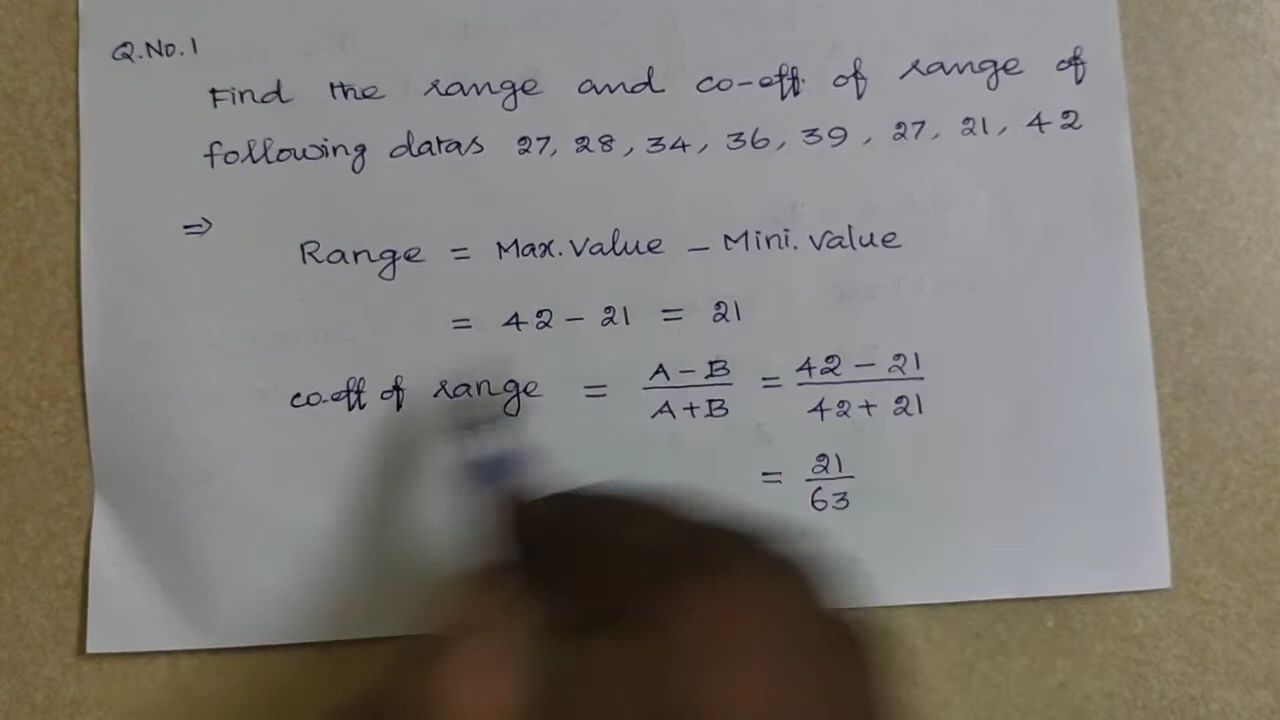 Q.No.1
Find the range and co-eff. of range of
following datas 27, 28, 34, 36, 39, 27, 21, 42
⇒
Range = Max.Value – Mini.Value
= 42 – 21 = 21
co.eff of range = A – B / A + B = 42 – 21 / 42 + 21
= 21 / 63